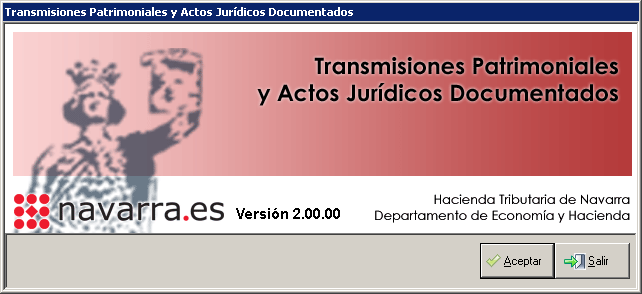 Transmisiones Patrimoniales y Actos Jurídicos Documentados
Transmisiones Patrimoniales
y Actos Jurídicos Documentados
navarra.es
Versión 2.00.00
Hacienda Tributaria de Navarra
Departamento de Economía y Hacienda
Aceptar
Salir